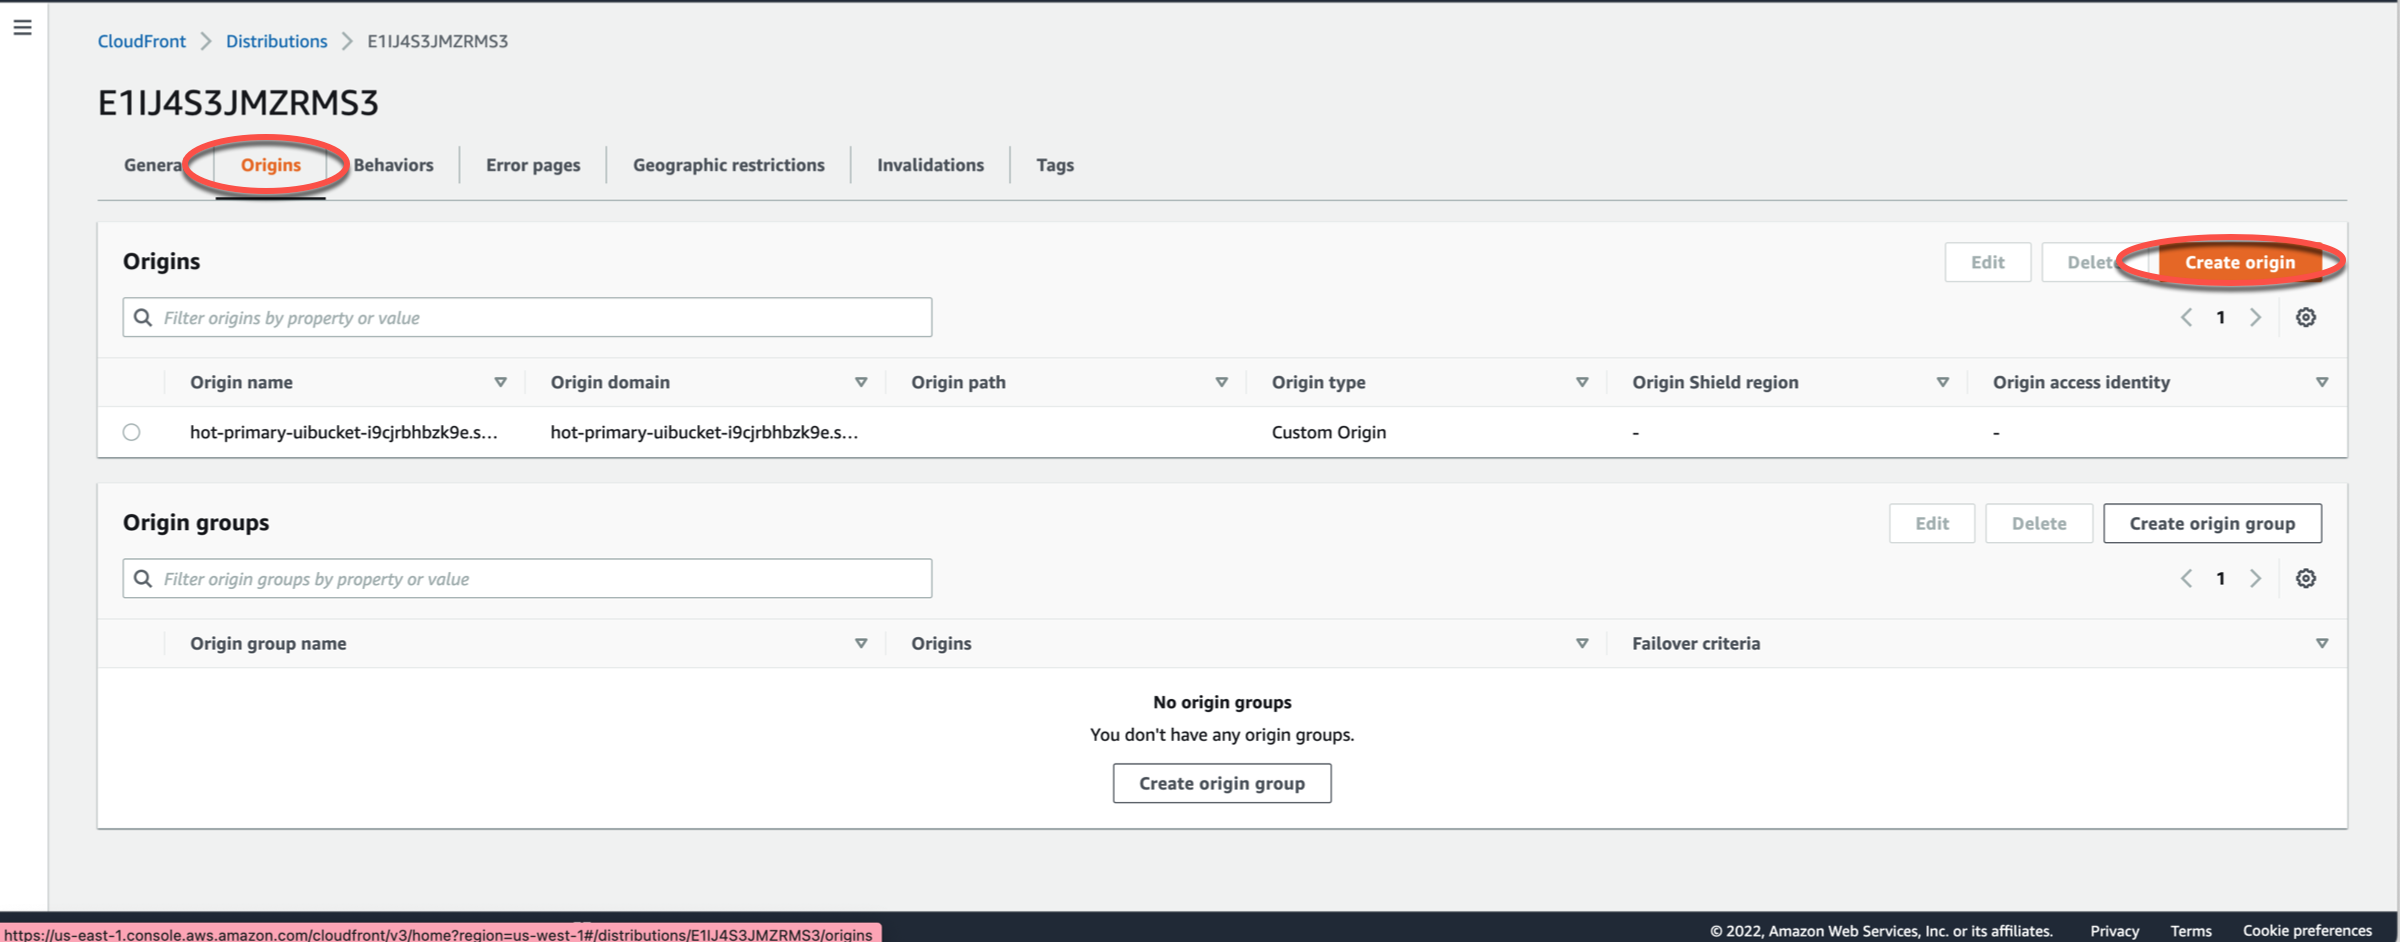 CloudFront Distributions E1IJ4S3JMZRMS3
E1IJ4S3JMZRMS3
Genera Origins Behaviors Error pages Geographic restrictions Invalidations Tags
Origins Edit Delete Create origin
Filter origins by property or value 1
Origin name Origin domain Origin path Origin type Origin Shield region Origin access identity
hot-primary-uibucket-i9cjrbhbzk9e.s... hot-primary-uibucket-i9cjrbhbzk9e.s... Custom Origin - -
Origin groups Edit Delete Create origin group
Filter origin groups by property or value 1
Origin group name Origins Failover criteria
No origin groups
You don't have any origin groups.
Create origin group
© 2022, Amazon Web Services, Inc. or its affiliates. Privacy Terms Cookie preferences
https://us-east-1.console.aws.amazon.com/cloudfront/v3/home?region=us-west-1#/distributions/E1IJ4S3JMZRMS3/origins